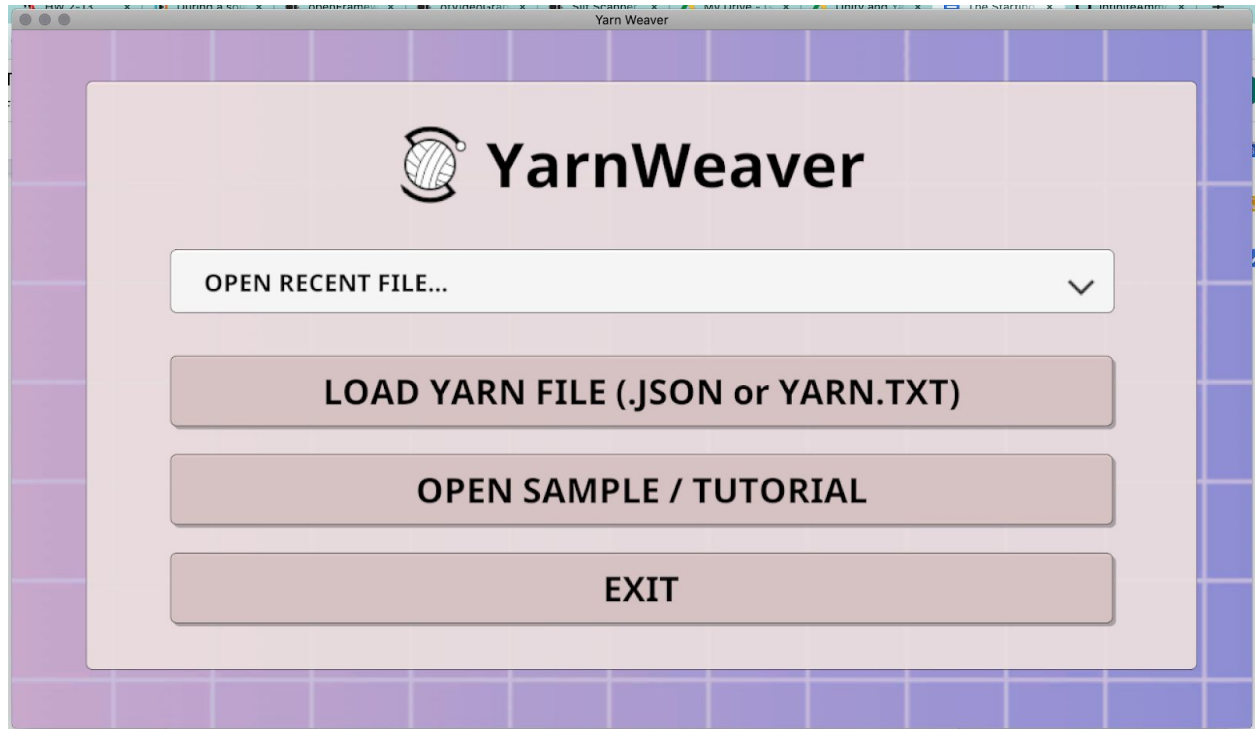 Yarn Weaver
YarnWeaver
OPEN RECENT FILE...
LOAD YARN FILE (.JSON or YARN.TXT)
OPEN SAMPLE / TUTORIAL
EXIT